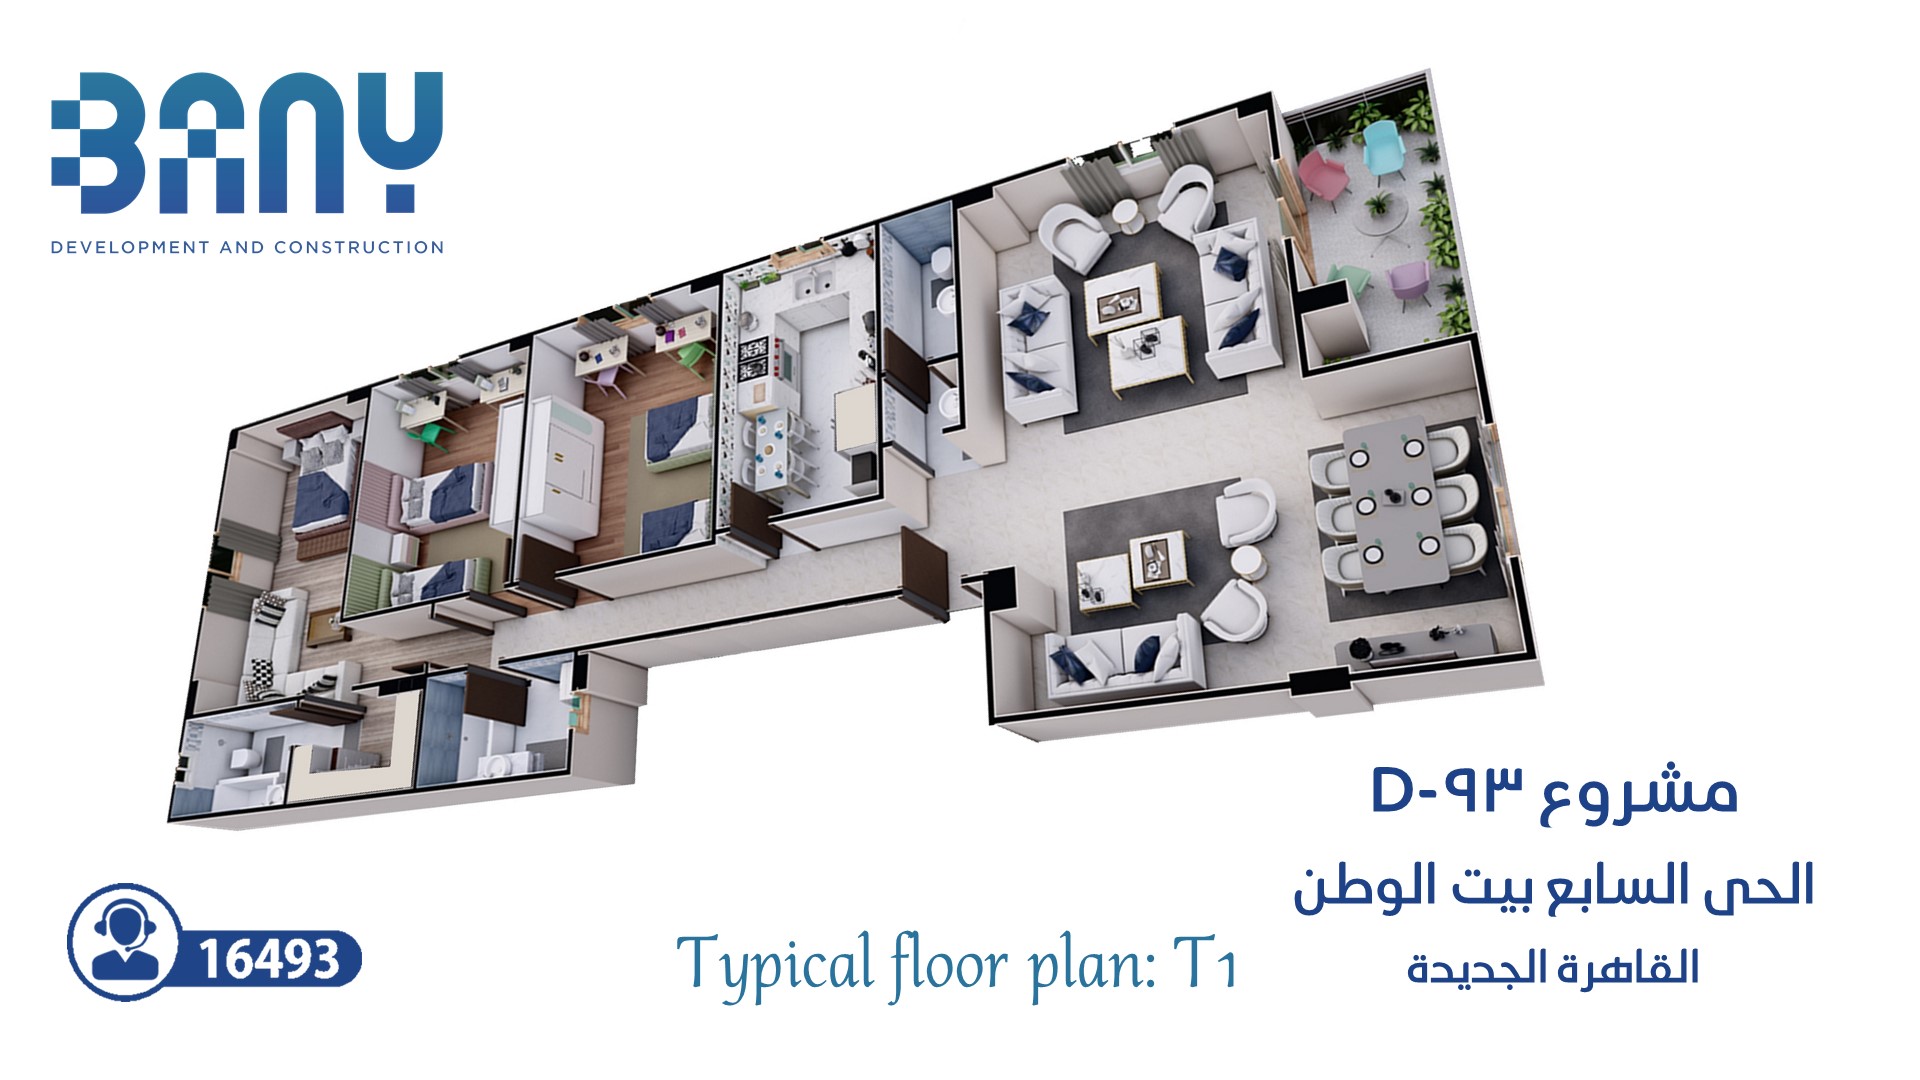 BANY
DEVELOPMENT AND CONSTRUCTION
مشروع D-٩٣
الحى السابع بيت الوطن
القاهرة الجديدة
Typical floor plan: T1
16493